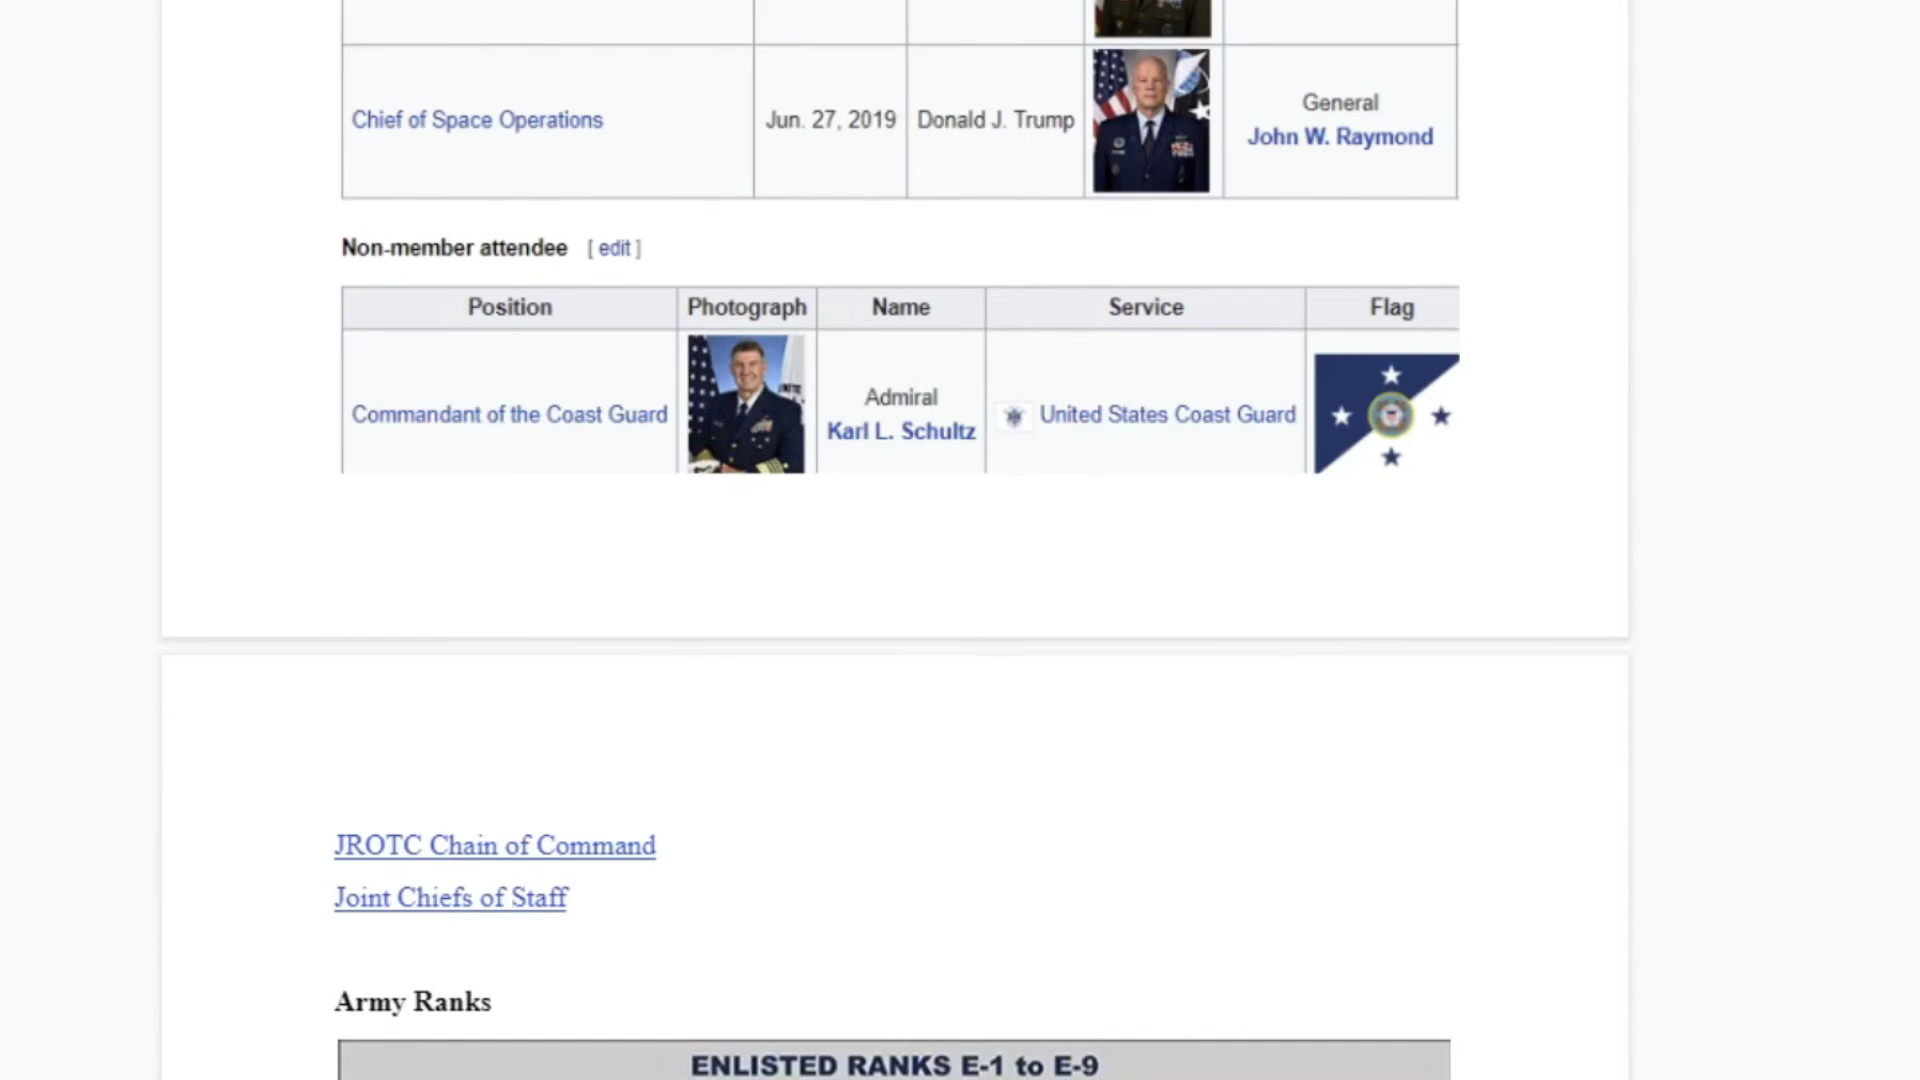 Chief of Space Operations Jun. 27, 2019 Donald J. Trump General
John W. Raymond
Non-member attendee [ edit ]
Position Photograph Name Service Flag
Commandant of the Coast Guard Admiral
Karl L. Schultz United States Coast Guard
JROTC Chain of Command
Joint Chiefs of Staff
Army Ranks
ENLISTED RANKS E-1 to E-9